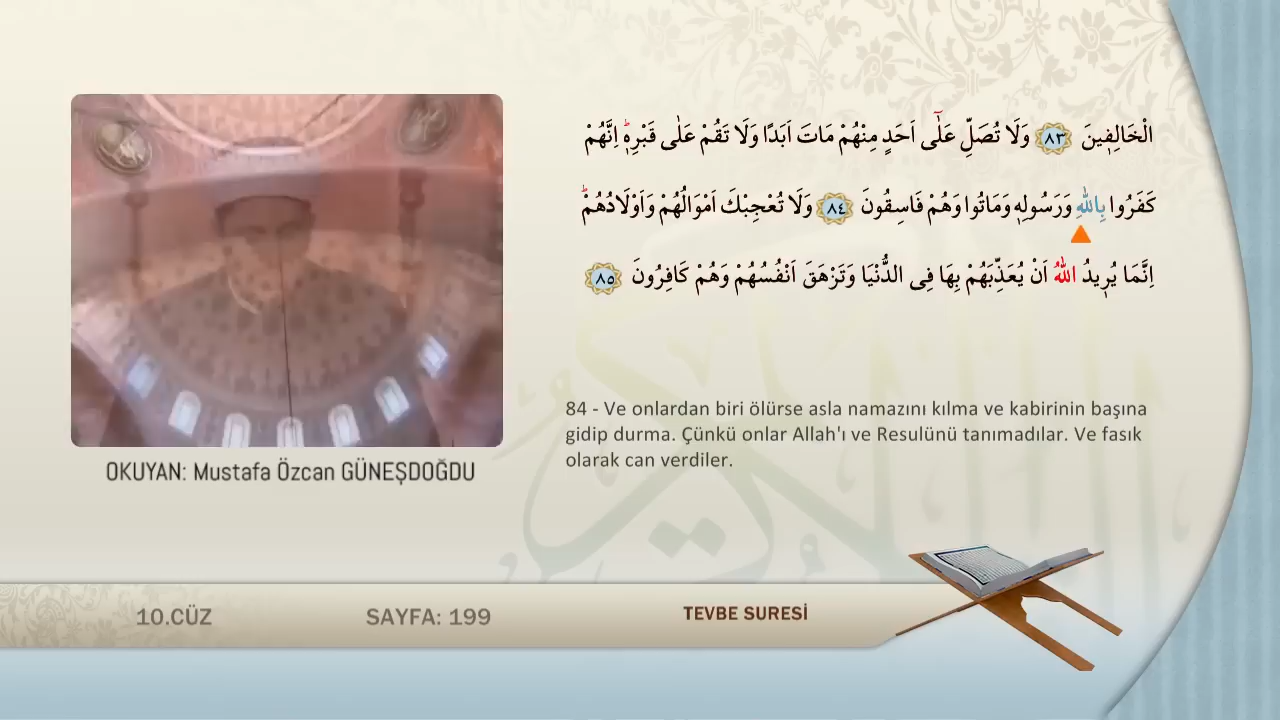 الْخَالِفٖينَ ﴿٨٣﴾ وَلَا تُصَلِّ عَلٰٓى اَحَدٍ مِنْهُمْ مَاتَ اَبَدًا وَلَا تَقُمْ عَلٰى قَبْرِهٖۜ اِنَّهُمْ
كَفَرُوا بِاللّٰهِ وَرَسُولِهٖ وَمَاتُوا وَهُمْ فَاسِقُونَ ﴿٨٤﴾ وَلَا تُعْجِبْكَ اَمْوَالُهُمْ وَاَوْلَادُهُمْۜ
اِنَّمَا يُرٖيدُ اللّٰهُ اَنْ يُعَذِّبَهُمْ بِهَا فِى الدُّنْيَا وَتَزْهَقَ اَنْفُسُهُمْ وَهُمْ كَافِرُونَ ﴿٨٥﴾
84 - Ve onlardan biri ölürse asla namazını kılma ve kabirinin başına
gidip durma. Çünkü onlar Allah'ı ve Resulünü tanımadılar. Ve fasık
olarak can verdiler.
OKUYAN: Mustafa Özcan GÜNEŞDOĞDU
10.CÜZ
SAYFA: 199
TEVBE SURESİ